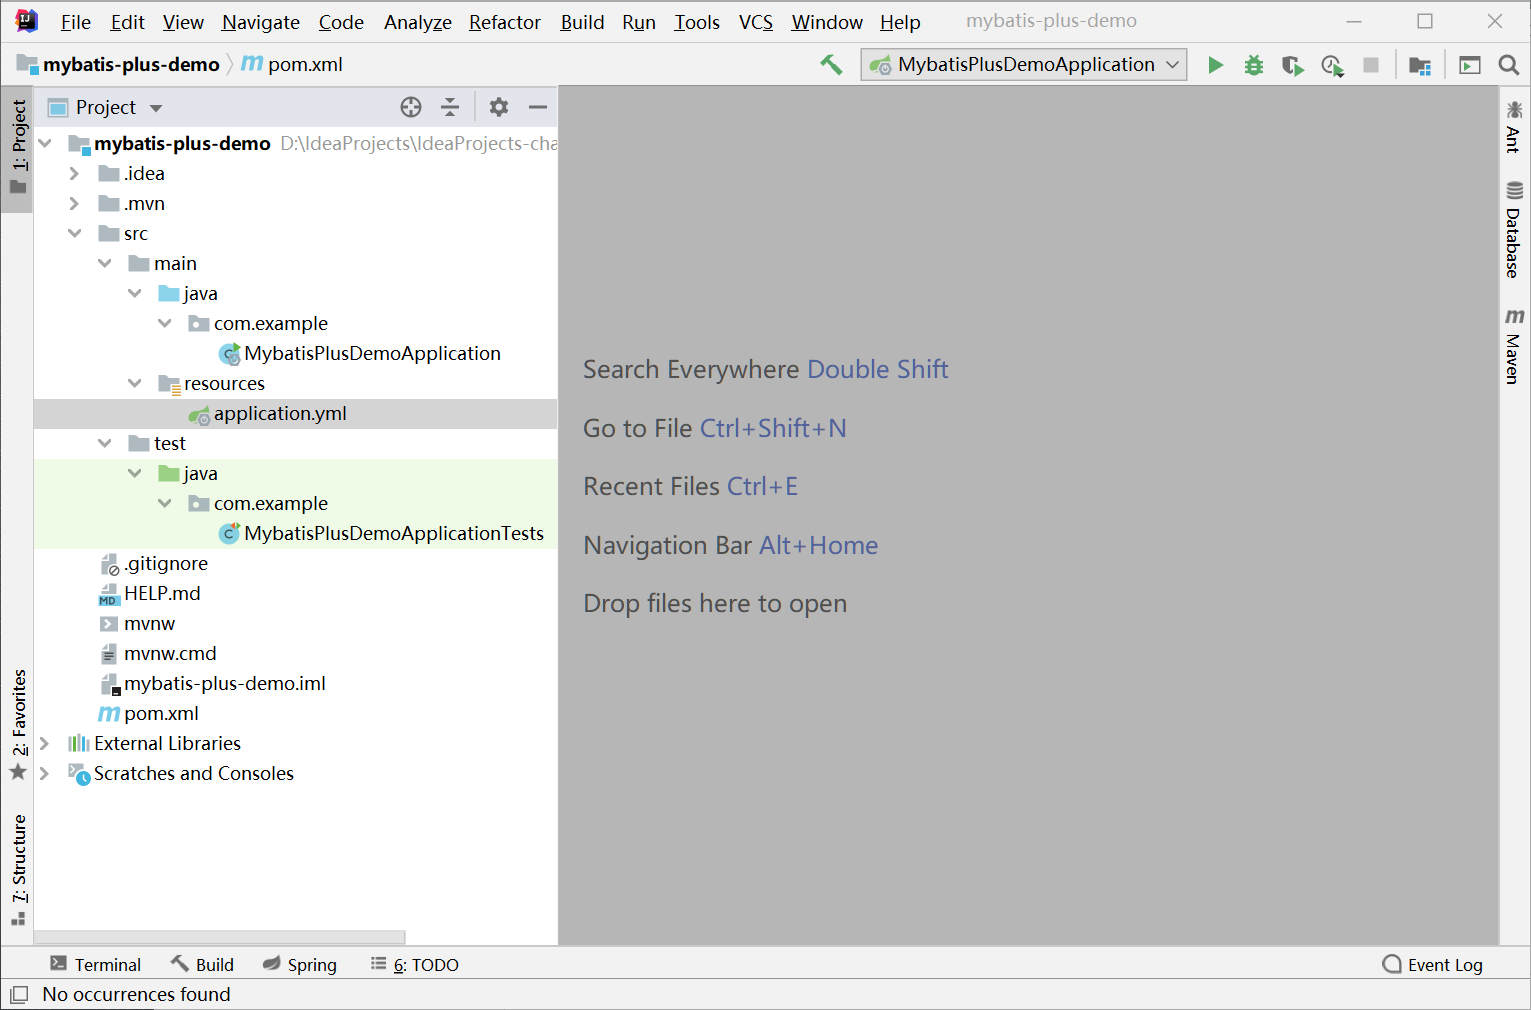 File Edit View Navigate Code Analyze Refactor Build Run Tools VCS Window Help mybatis-plus-demo
mybatis-plus-demo pom.xml
MybatisPlusDemoApplication
1: Project
2: Favorites
7: Structure
Project
mybatis-plus-demo D:\IdeaProjects\IdeaProjects-cha
.idea
.mvn
src
main
java
com.example
MybatisPlusDemoApplication
resources
application.yml
test
java
com.example
MybatisPlusDemoApplicationTests
.gitignore
HELP.md
mvnw
mvnw.cmd
mybatis-plus-demo.iml
pom.xml
External Libraries
Scratches and Consoles
Search Everywhere Double Shift
Go to File Ctrl+Shift+N
Recent Files Ctrl+E
Navigation Bar Alt+Home
Drop files here to open
Ant
Database
Maven
Terminal Build Spring 6: TODO Event Log
No occurrences found